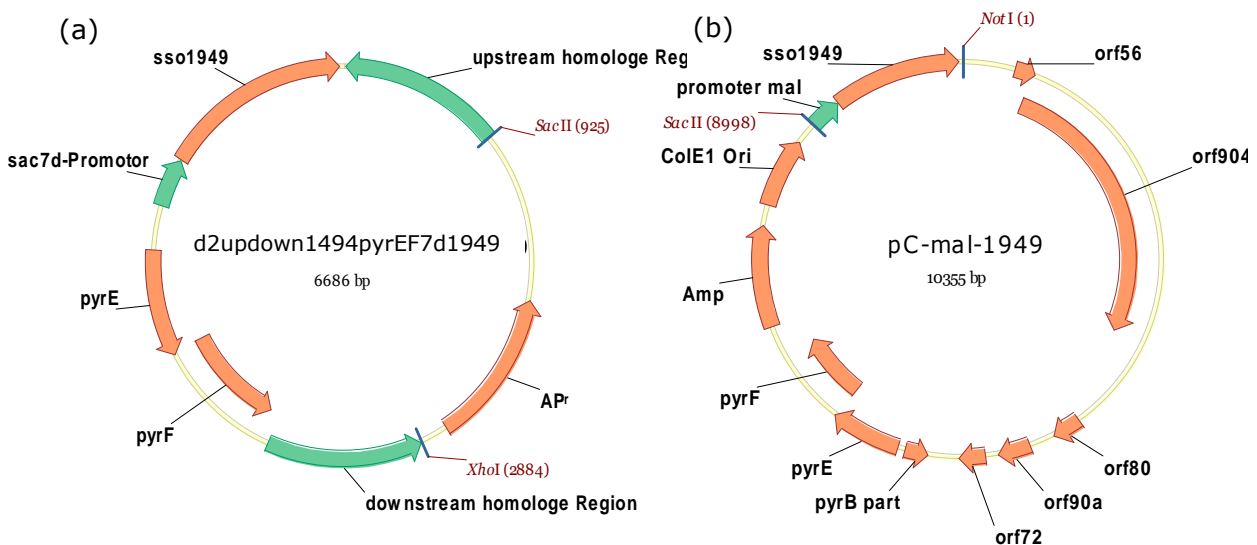 (a)
sso1949
upstream homologe Reg
SacII (925)
sac7d-Promotor
d2updown1494pyrEF7d1949
6686 bp
pyrE
pyrF
APr
XhoI (2884)
downstream homologe Region
(b)
NotI (1)
sso1949
orf56
promoter mal
SacII (8998)
ColE1 Ori
orf904
pC-mal-1949
10355 bp
Amp
pyrF
pyrE
orf80
pyrB part
orf90a
orf72